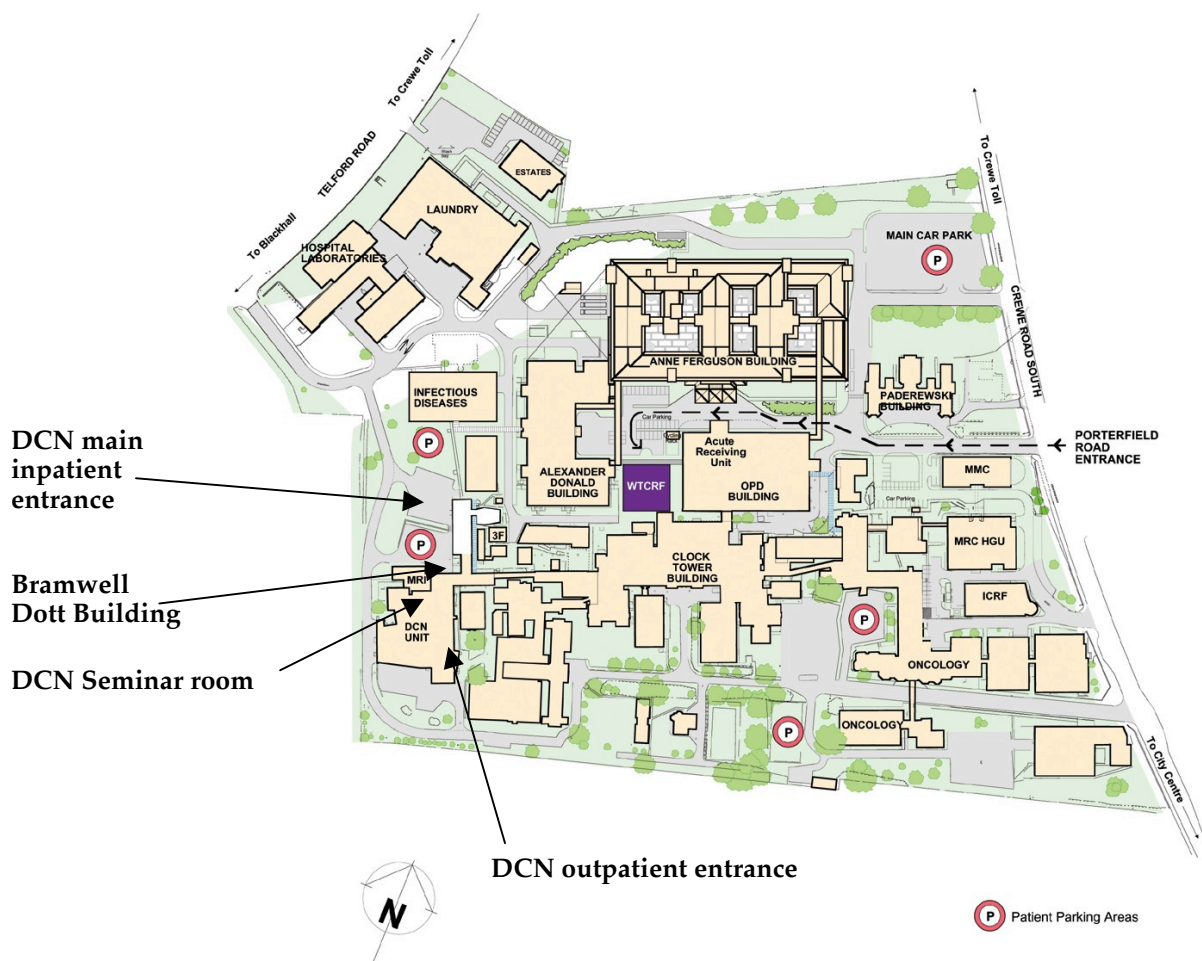 To Crewe Toll
TELFORD ROAD
To Blackhall
ESTATES
LAUNDRY
HOSPITAL
LABORATORIES
To Crewe Toll
MAIN CAR PARK
P
CREWE ROAD SOUTH
ANNE FERGUSON BUILDING
PADEREWSKI
BUILDING
INFECTIOUS
DISEASES
P
Car Parking
Acute
Receiving
Unit
PORTERFIELD
ROAD
ENTRANCE
DCN main
inpatient
entrance
ALEXANDER
DONALD
BUILDING
WTCRF
OPD
BUILDING
MMC
Car Parking
3F
P
CLOCK
TOWER
BUILDING
MRC HGU
MRI
ICRF
Bramwell
Dott Building
DCN
UNIT
P
DCN Seminar room
ONCOLOGY
P
ONCOLOGY
To City Centre
DCN outpatient entrance
N
P Patient Parking Areas